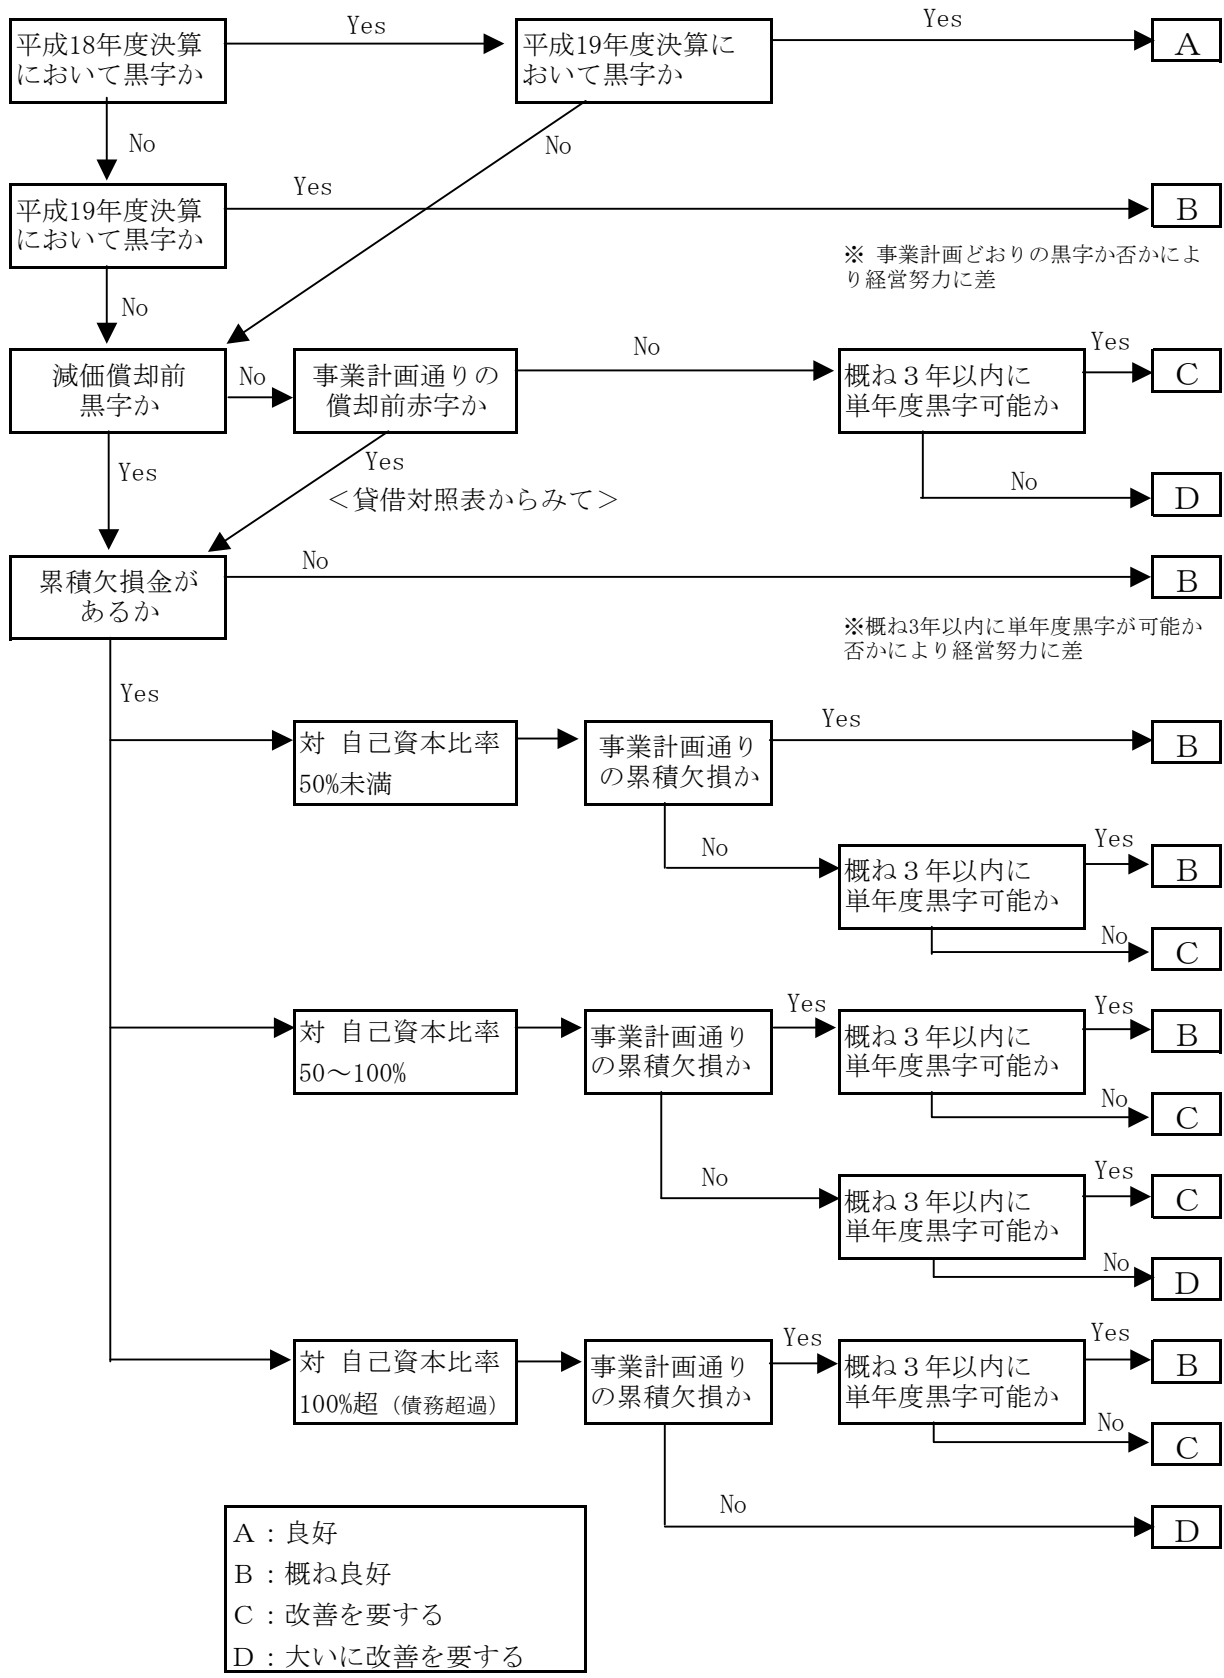 平成18年度決算
において黒字か
Yes
平成19年度決算に
おいて黒字か
Yes
A
No
No
平成19年度決算
において黒字か
Yes
B
※ 事業計画どおりの黒字か否かによ
り経営努力に差
No
減価償却前
黒字か
No
事業計画通りの
償却前赤字か
No
概ね３年以内に
単年度黒字可能か
Yes
C
No
D
Yes
Yes
＜貸借対照表からみて＞
累積欠損金が
あるか
No
B
※概ね3年以内に単年度黒字が可能か
否かにより経営努力に差
Yes
対 自己資本比率
50%未満
事業計画通り
の累積欠損か
Yes
B
No
概ね３年以内に
単年度黒字可能か
Yes
B
No
C
対 自己資本比率
50～100%
事業計画通り
の累積欠損か
Yes
概ね３年以内に
単年度黒字可能か
Yes
B
No
C
No
概ね３年以内に
単年度黒字可能か
Yes
C
No
D
対 自己資本比率
100%超（債務超過）
事業計画通り
の累積欠損か
Yes
概ね３年以内に
単年度黒字可能か
Yes
B
No
C
No
D
A：良好
B：概ね良好
C：改善を要する
D：大いに改善を要する